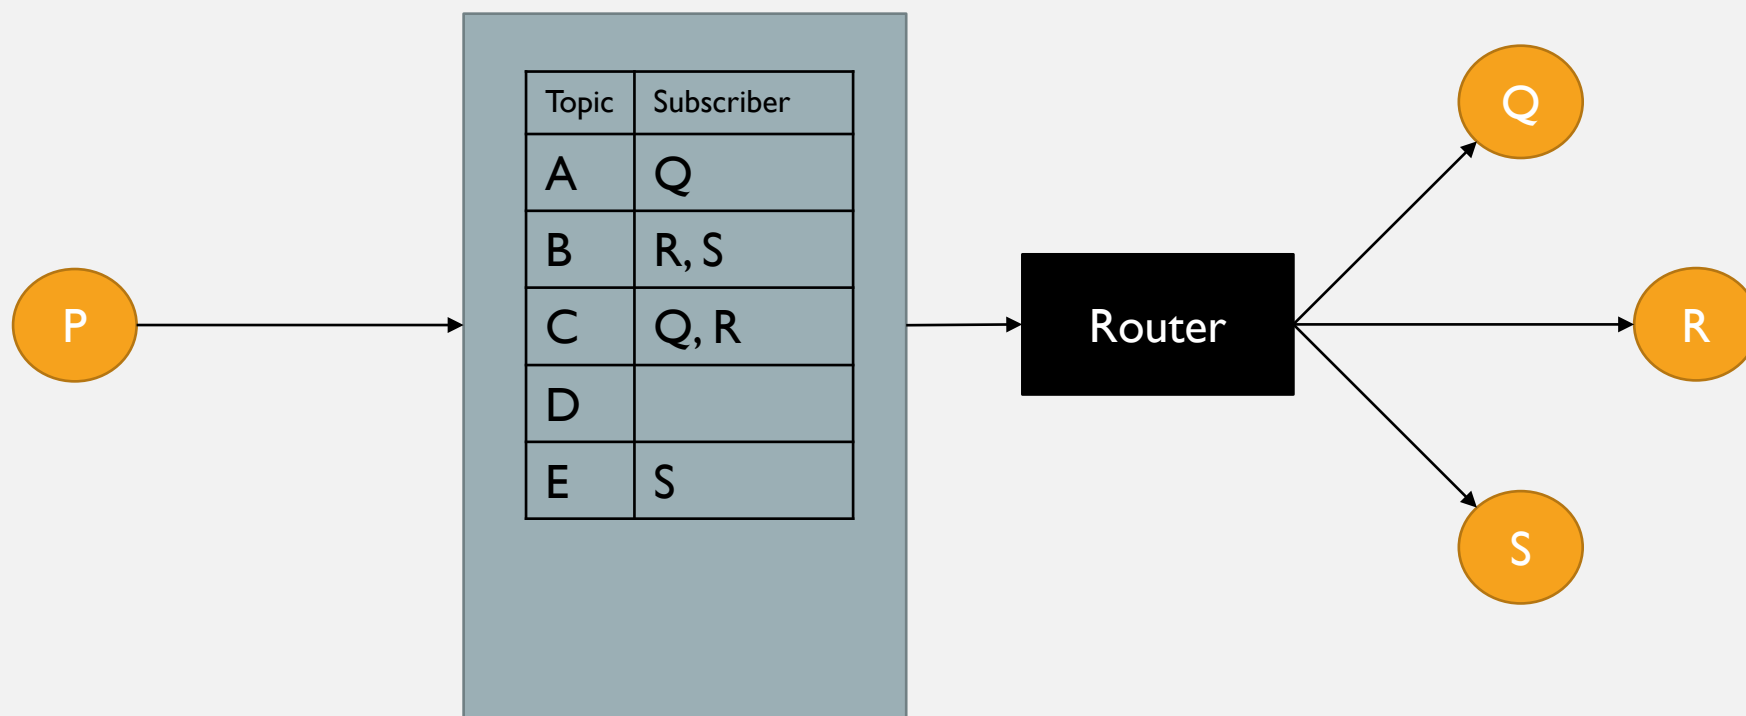 Topic Subscriber
A Q
B R, S
C Q, R
D
E S
P
Router
Q
R
S